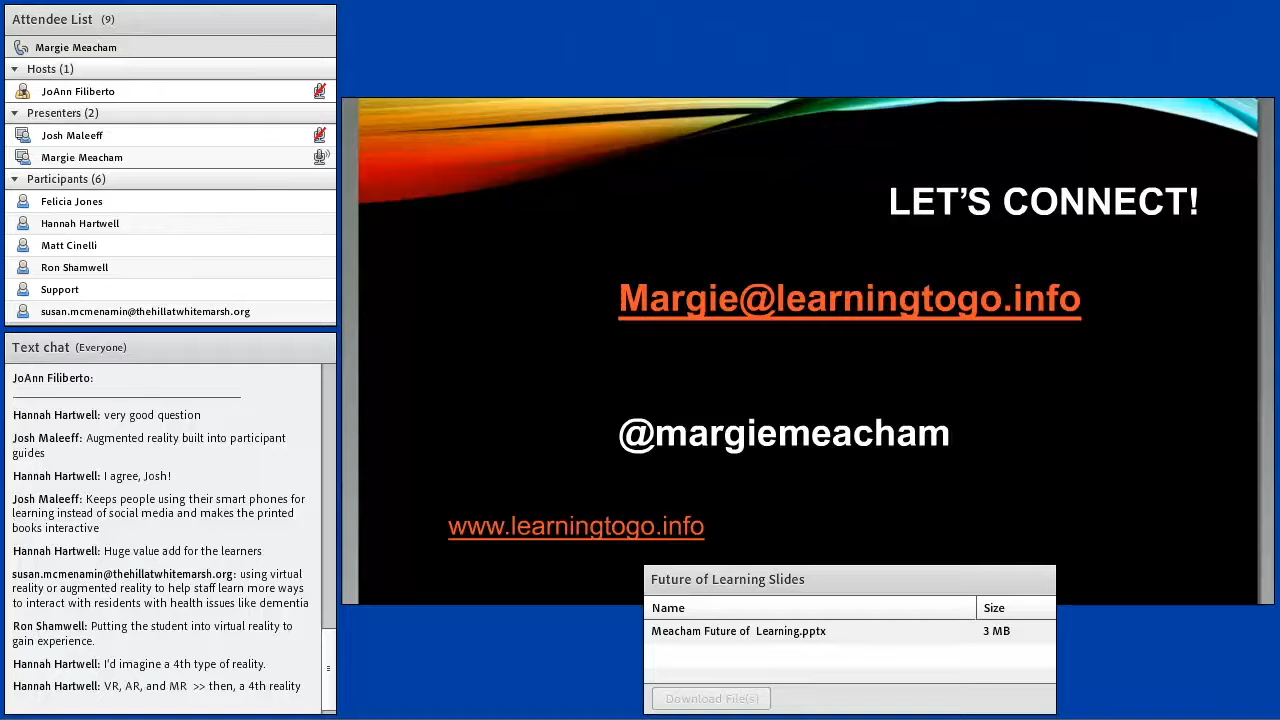 Attendee List (9)
Margie Meacham
Hosts (1)
JoAnn Filiberto
Presenters (2)
Josh Maleeff
Margie Meacham
Participants (6)
Felicia Jones
Hannah Hartwell
Matt Cinelli
Ron Shamwell
Support
susan.mcmenamin@thehillatwhitemarsh.org
Text chat (Everyone)
JoAnn Filiberto:
Hannah Hartwell: very good question
Josh Maleeff: Augmented reality built into participant
guides
Hannah Hartwell: I agree, Josh!
Josh Maleeff: Keeps people using their smart phones for
learning instead of social media and makes the printed
books interactive
Hannah Hartwell: Huge value add for the learners
susan.mcmenamin@thehillatwhitemarsh.org: using virtual
reality or augmented reality to help staff learn more ways
to interact with residents with health issues like dementia
Ron Shamwell: Putting the student into virtual reality to
gain experience.
Hannah Hartwell: I'd imagine a 4th type of reality.
Hannah Hartwell: VR, AR, and MR >> then, a 4th reality
LET'S CONNECT!
Margie@learningtogo.info
@margiemeacham
www.learningtogo.info
Future of Learning Slides
Name Size
Meacham Future of Learning.pptx 3 MB
Download File(s)